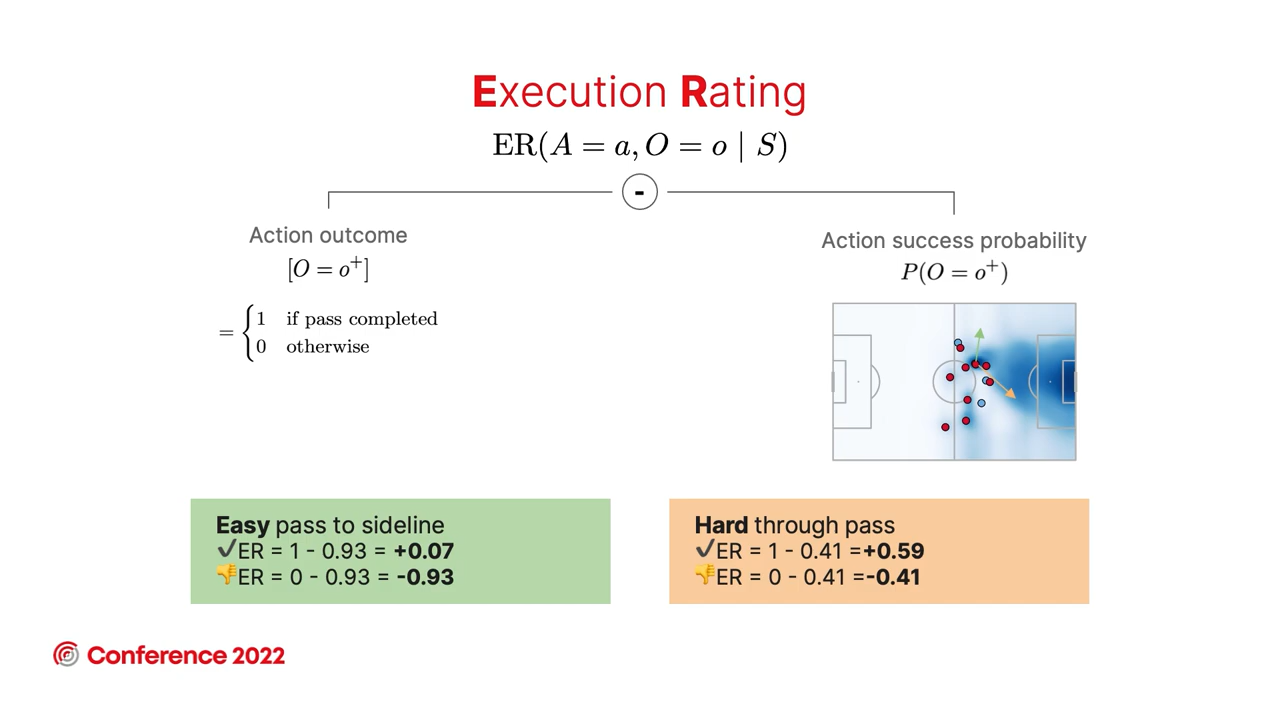 Execution Rating
ER(A = a, O = o | S)
-
Action outcome
[O = o⁺]
= { 1 if pass completed
0 otherwise
Action success probability
P(O = o⁺)
Easy pass to sideline
✓ER = 1 - 0.93 = +0.07
👎ER = 0 - 0.93 = -0.93
Hard through pass
✓ER = 1 - 0.41 =+0.59
👎ER = 0 - 0.41 =-0.41
Conference 2022